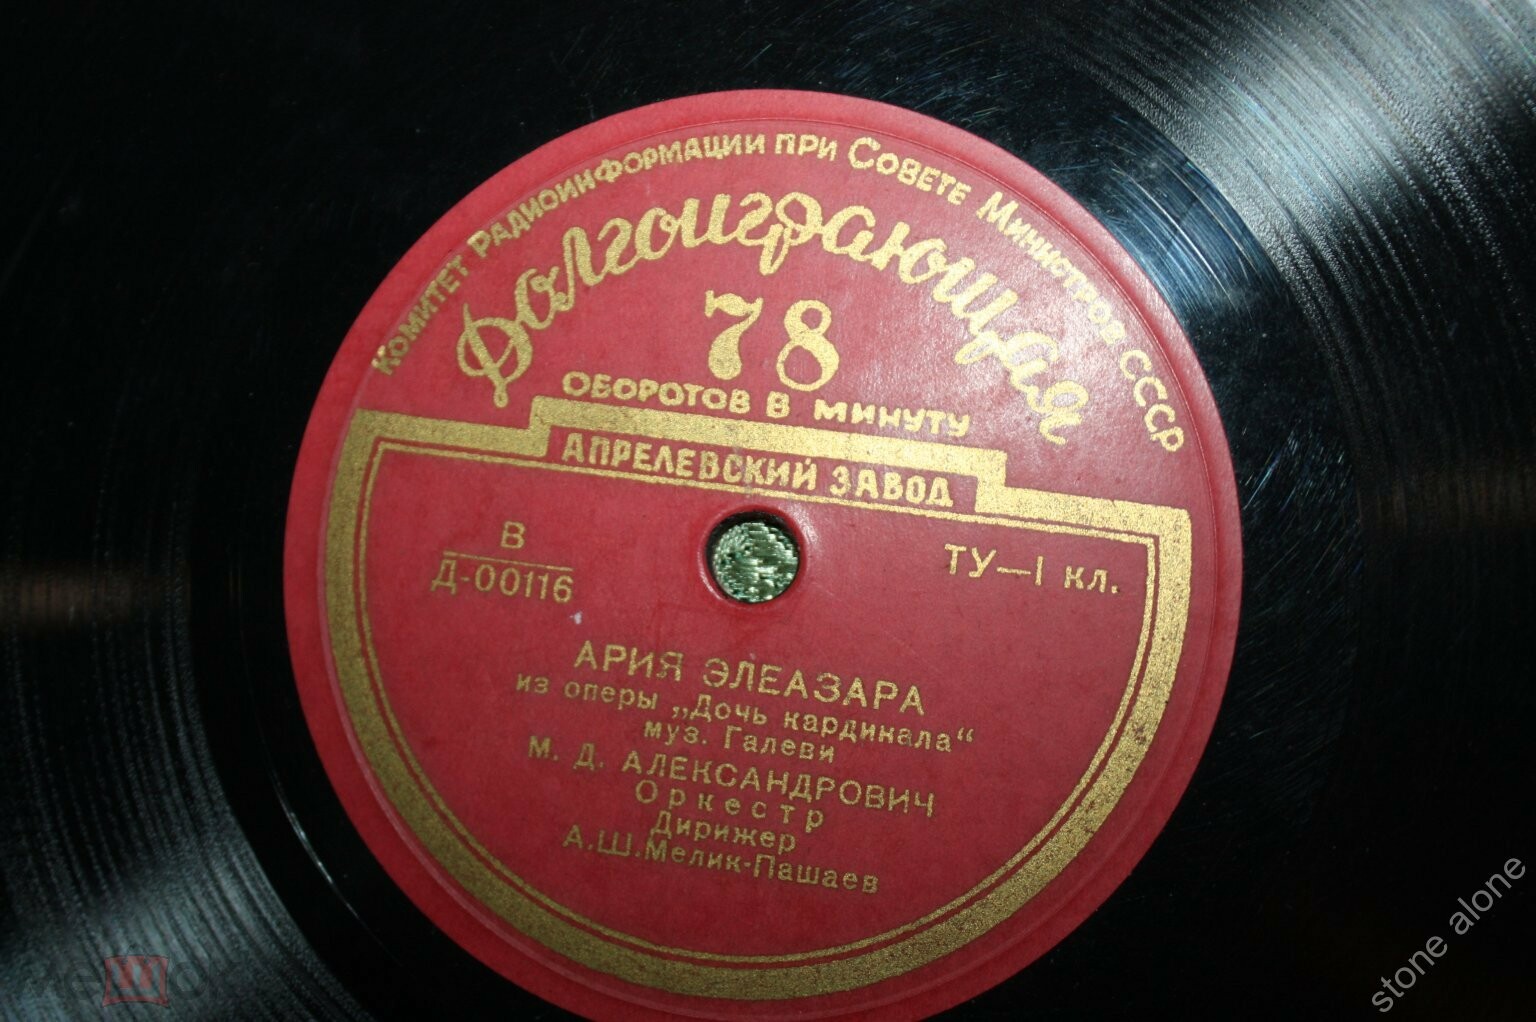 Комитет Радиоинформации при Совете Министров СССР
Долгоиграющая
78
ОБОРОТОВ В МИНУТУ
АПРЕЛЕВСКИЙ ЗАВОД
В
Д-00116
ТУ—I кл.
АРИЯ ЭЛЕАЗАРА
из оперы „Дочь кардинала“
муз. Галеви
М. Д. АЛЕКСАНДРОВИЧ
Оркестр
Дирижер
А.Ш.Мелик-Пашаев
stone alone